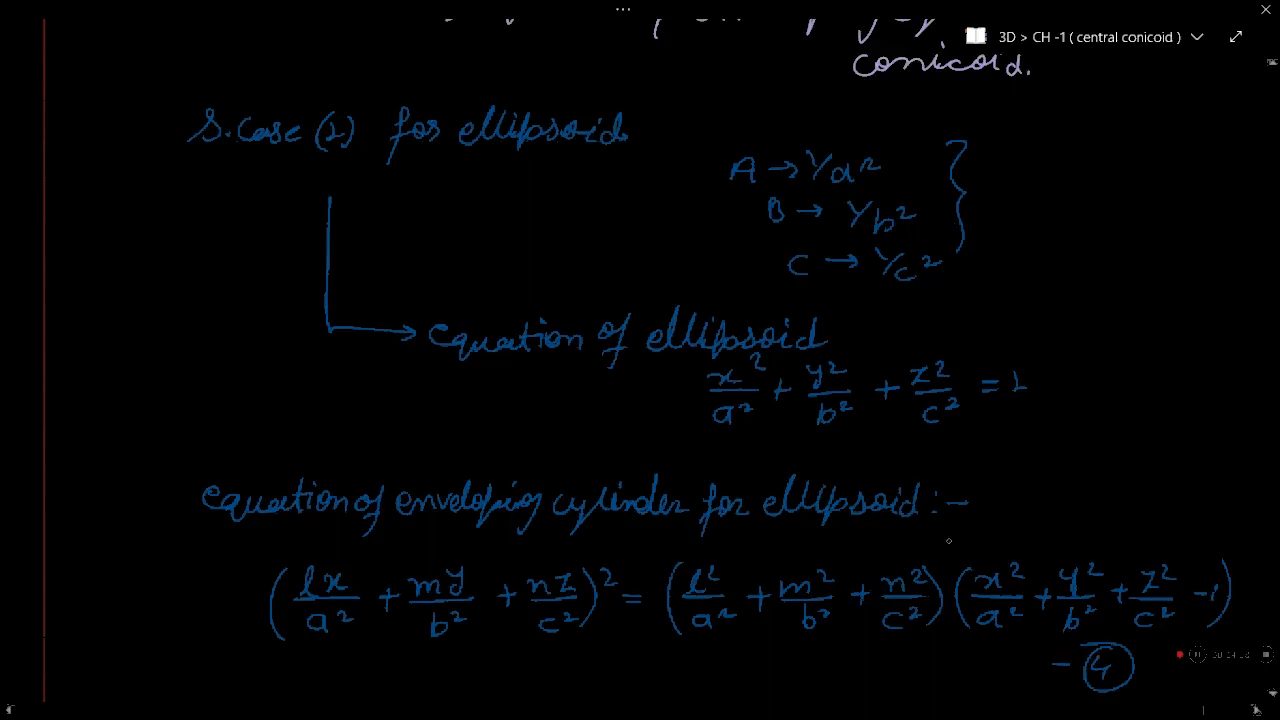 3D > CH -1 ( central conicoid )
conicoid.
S.Case (1) for ellipsoid
A → 1/a²
B → 1/b²
C → 1/c²
equation of ellipsoid
x²/a² + y²/b² + z²/c² = 1
equation of enveloping cylinder for ellipsoid :-
(lx/a² + my/b² + nz/c²)² = (l²/a² + m²/b² + n²/c²) (x²/a² + y²/b² + z²/c² - 1)
- 4